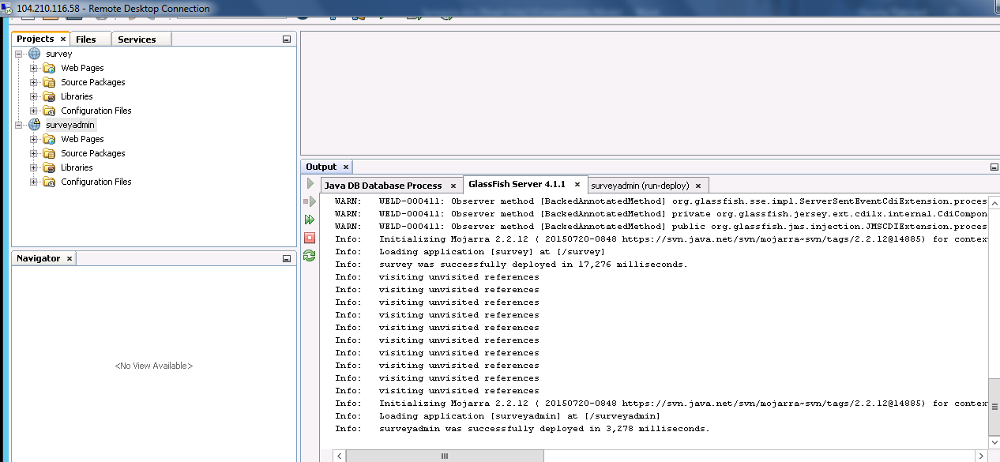 104.210.116.58 - Remote Desktop Connection
Projects × Files Services
survey
Web Pages
Source Packages
Libraries
Configuration Files
surveyadmin
Web Pages
Source Packages
Libraries
Configuration Files
Navigator ×
<No View Available>
Output ×
Java DB Database Process × GlassFish Server 4.1.1 × surveyadmin (run-deploy) ×
WARN: WELD-000411: Observer method [BackedAnnotatedMethod] org.glassfish.sse.impl.ServerSentEventCdiExtension.proces
WARN: WELD-000411: Observer method [BackedAnnotatedMethod] private org.glassfish.jersey.ext.cdilx.internal.CdiCompon
WARN: WELD-000411: Observer method [BackedAnnotatedMethod] public org.glassfish.jms.injection.JMSCDIExtension.proces
Info: Initializing Mojarra 2.2.12 ( 20150720-0848 https://svn.java.net/svn/mojarra~svn/tags/2.2.12@14885) for contex
Info: Loading application [survey] at [/survey]
Info: survey was successfully deployed in 17,276 milliseconds.
Info: visiting unvisited references
Info: visiting unvisited references
Info: visiting unvisited references
Info: visiting unvisited references
Info: visiting unvisited references
Info: visiting unvisited references
Info: visiting unvisited references
Info: visiting unvisited references
Info: visiting unvisited references
Info: visiting unvisited references
Info: Initializing Mojarra 2.2.12 ( 20150720-0848 https://svn.java.net/svn/mojarra~svn/tags/2.2.12@14885) for contex
Info: Loading application [surveyadmin] at [/surveyadmin]
Info: surveyadmin was successfully deployed in 3,278 milliseconds.